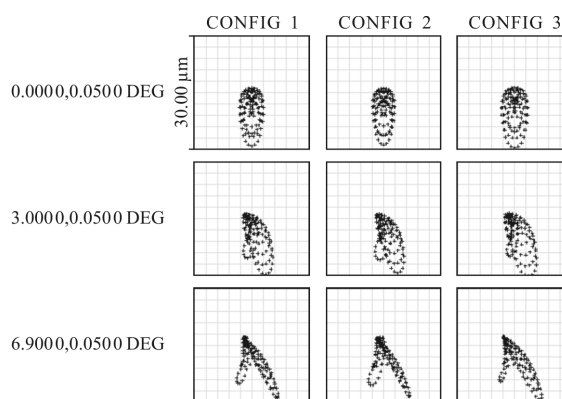 CONFIG 1 CONFIG 2 CONFIG 3
0.0000,0.0500 DEG
30.00 μm
3.0000,0.0500 DEG
6.9000,0.0500 DEG